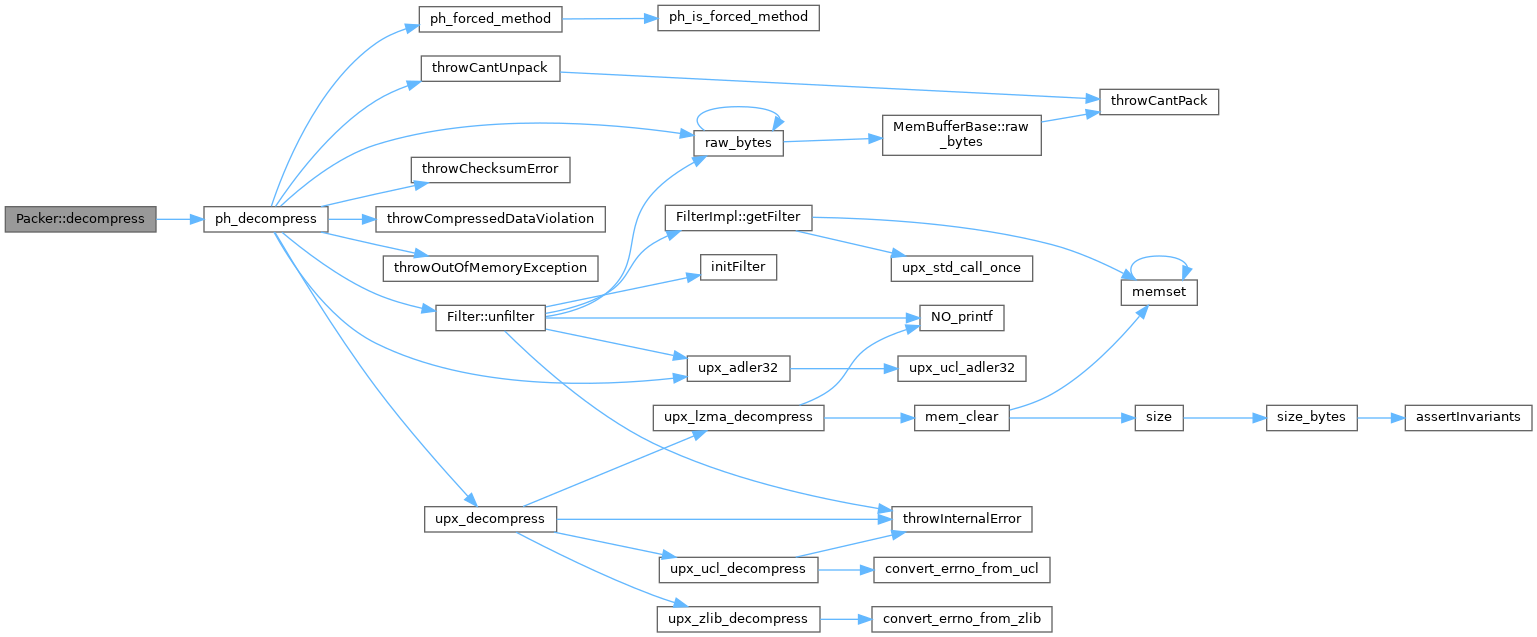 ph_forced_method
ph_is_forced_method
throwCantUnpack
throwCantPack
MemBufferBase::raw
_bytes
raw_bytes
throwChecksumError
Packer::decompress
ph_decompress
throwCompressedDataViolation
FilterImpl::getFilter
throwOutOfMemoryException
initFilter
upx_std_call_once
memset
Filter::unfilter
NO_printf
upx_adler32
upx_ucl_adler32
upx_lzma_decompress
mem_clear
size
size_bytes
assertInvariants
upx_decompress
throwInternalError
upx_ucl_decompress
convert_errno_from_ucl
upx_zlib_decompress
convert_errno_from_zlib